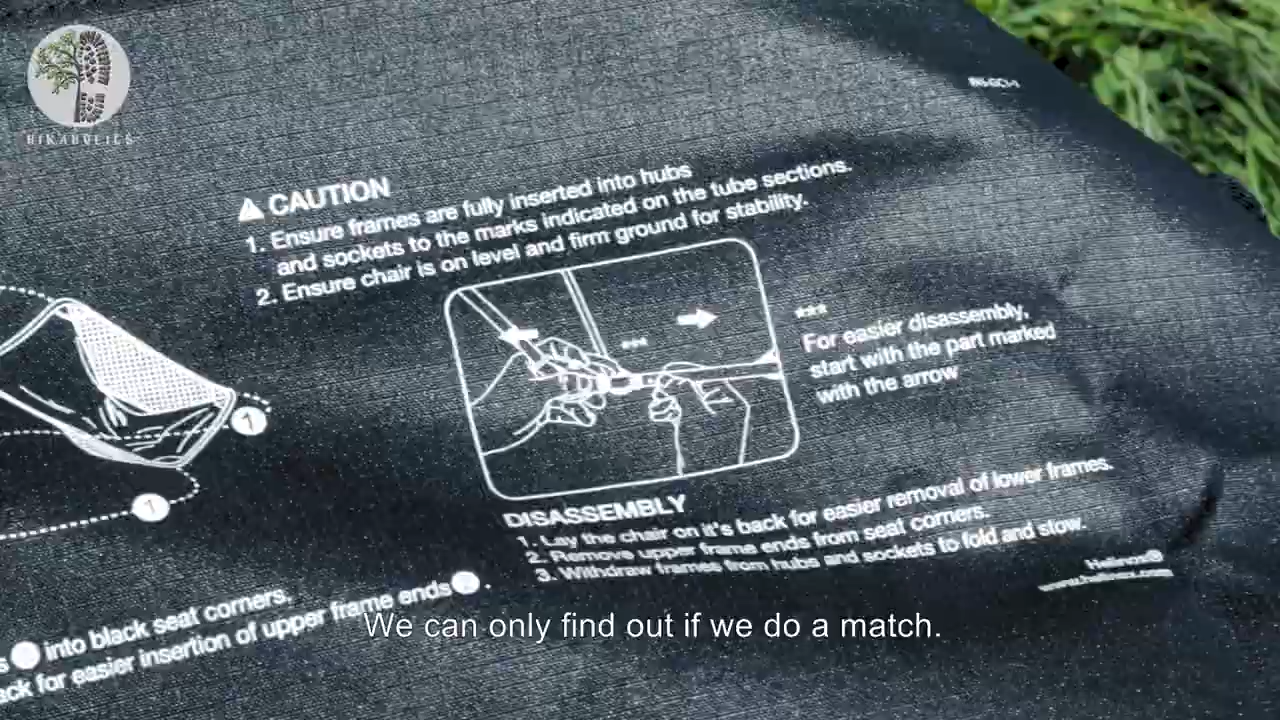 HIKAHOLICS
CAUTION
1. Ensure frames are fully inserted into hubs
and sockets to the marks indicated on the tube sections.
2. Ensure chair is on level and firm ground for stability.
***
***
For easier disassembly,
start with the part marked
with the arrow
1
1
DISASSEMBLY
1. Lay the chair on it's back for easier removal of lower frames.
2. Remove upper frame ends from seat corners.
3. Withdraw frames from hubs and sockets to fold and stow.
Helinox®
www.helinox.com
into black seat corners.
for easier insertion of upper frame ends 2.
We can only find out if we do a match.